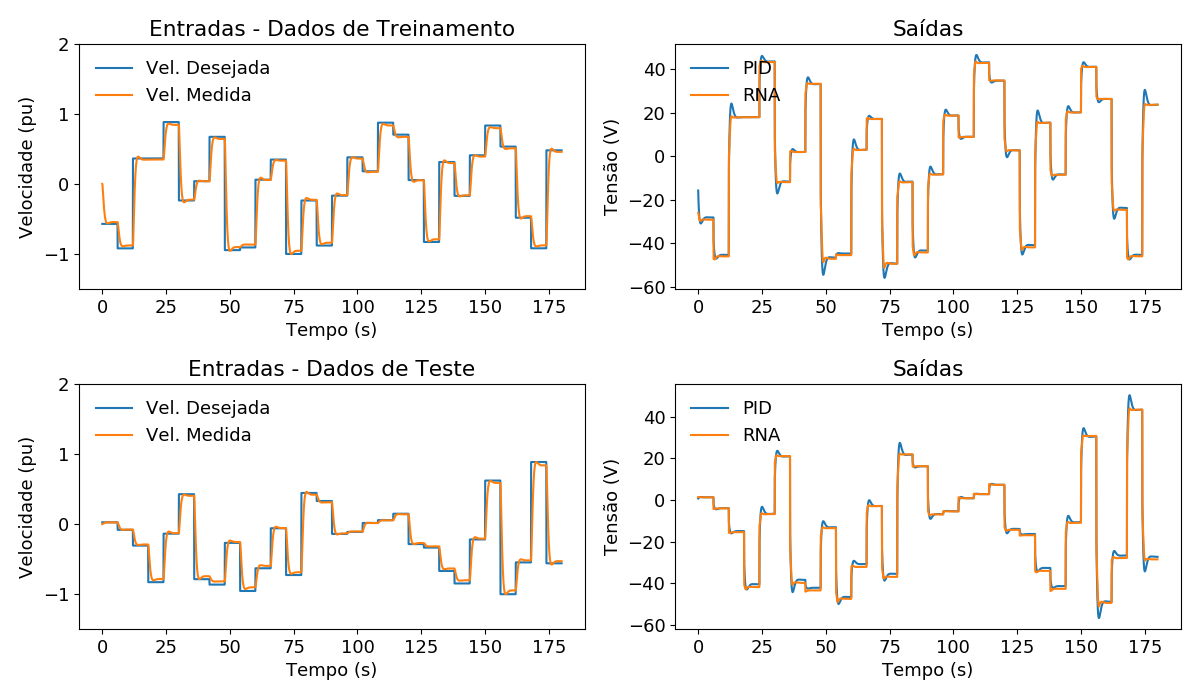 Entradas - Dados de Treinamento
Vel. Desejada
Vel. Medida
Velocidade (pu)
2
1
0
−1
0 25 50 75 100 125 150 175
Tempo (s)
Saídas
PID
RNA
Tensão (V)
40
20
0
−20
−40
−60
0 25 50 75 100 125 150 175
Tempo (s)
Entradas - Dados de Teste
Vel. Desejada
Vel. Medida
Velocidade (pu)
2
1
0
−1
0 25 50 75 100 125 150 175
Tempo (s)
Saídas
PID
RNA
Tensão (V)
40
20
0
−20
−40
−60
0 25 50 75 100 125 150 175
Tempo (s)